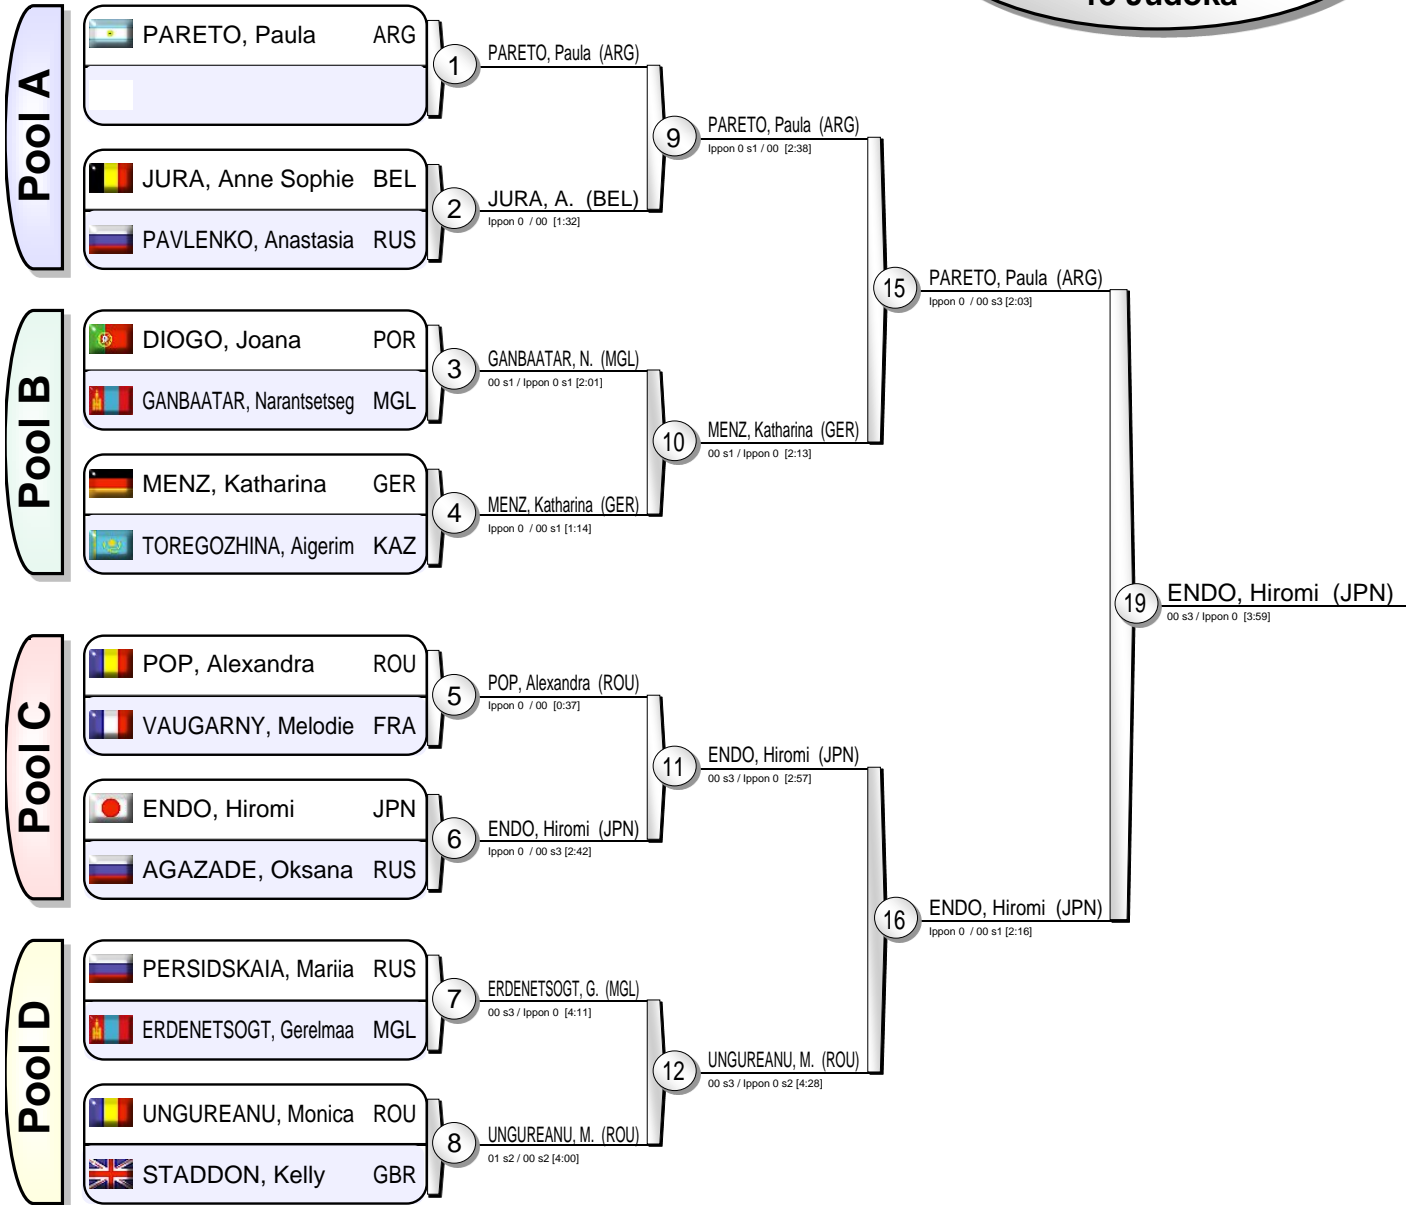 15 Judoka
Pool A
PARETO, Paula ARG
1
PARETO, Paula (ARG)
JURA, Anne Sophie BEL
PAVLENKO, Anastasia RUS
2
JURA, A. (BEL)
Ippon 0 / 00 [1:32]
9
PARETO, Paula (ARG)
Ippon 0 s1 / 00 [2:38]
Pool B
DIOGO, Joana POR
GANBAATAR, Narantsetseg MGL
3
GANBAATAR, N. (MGL)
00 s1 / Ippon 0 s1 [2:01]
MENZ, Katharina GER
TOREGOZHINA, Aigerim KAZ
4
MENZ, Katharina (GER)
Ippon 0 / 00 s1 [1:14]
10
MENZ, Katharina (GER)
00 s1 / Ippon 0 [2:13]
15
PARETO, Paula (ARG)
Ippon 0 / 00 s3 [2:03]
Pool C
POP, Alexandra ROU
VAUGARNY, Melodie FRA
5
POP, Alexandra (ROU)
Ippon 0 / 00 [0:37]
ENDO, Hiromi JPN
AGAZADE, Oksana RUS
6
ENDO, Hiromi (JPN)
Ippon 0 / 00 s3 [2:42]
11
ENDO, Hiromi (JPN)
00 s3 / Ippon 0 [2:57]
Pool D
PERSIDSKAIA, Mariia RUS
ERDENETSOGT, Gerelmaa MGL
7
ERDENETSOGT, G. (MGL)
00 s3 / Ippon 0 [4:11]
UNGUREANU, Monica ROU
STADDON, Kelly GBR
8
UNGUREANU, M. (ROU)
01 s2 / 00 s2 [4:00]
12
UNGUREANU, M. (ROU)
00 s3 / Ippon 0 s2 [4:28]
16
ENDO, Hiromi (JPN)
Ippon 0 / 00 s1 [2:16]
19
ENDO, Hiromi (JPN)
00 s3 / Ippon 0 [3:59]